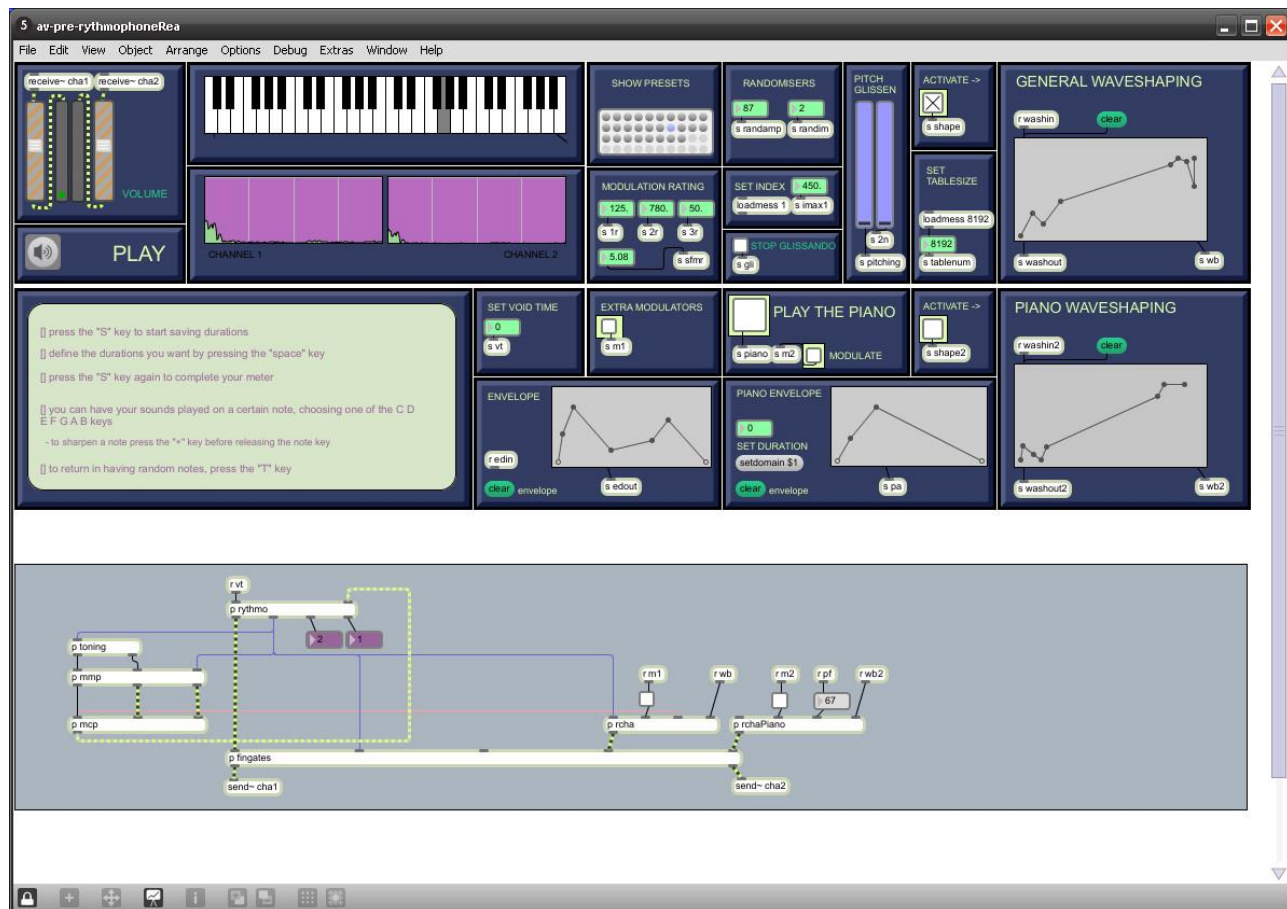 5 av-pre-rythmophoneRea
File Edit View Object Arrange Options Debug Extras Window Help
receive~ cha1 receive~ cha2
VOLUME
PLAY
CHANNEL 1 CHANNEL 2
SHOW PRESETS
RANDOMISERS
87 2
s randamp s randim
PITCH
GLISSEN
s 2n
s pitching
ACTIVATE ->
s shape
GENERAL WAVESHAPING
r washin clear
s washout s wb
MODULATION RATING
125. 780. 50.
s 1r s 2r s 3r
5.08 s sfmr
SET INDEX 450.
loadmess 1 s imax1
STOP GLISSANDO
s gli
SET
TABLESIZE
loadmess 8192
8192
s tablenum
[] press the "S" key to start saving durations
[] define the durations you want by pressing the "space" key
[] press the "S" key again to complete your meter
[] you can have your sounds played on a certain note, choosing one of the C D
E F G A B keys
- to sharpen a note press the "+" key before releasing the note key
[] to return in having random notes, press the "T" key
SET VOID TIME
0
s vt
EXTRA MODULATORS
s m1
PLAY THE PIANO
s piano s m2 MODULATE
ACTIVATE ->
s shape2
PIANO WAVESHAPING
r washin2 clear
s washout2 s wb2
ENVELOPE
r edin
clear envelope s edout
PIANO ENVELOPE
0
SET DURATION
setdomain $1
clear envelope s pa
r vt
p rythmo
2 1
p toning
p mmp
r m1 r wb r m2 r pf r wb2
67
p mcp p rcha p rchaPiano
p fingates
send~ cha1 send~ cha2